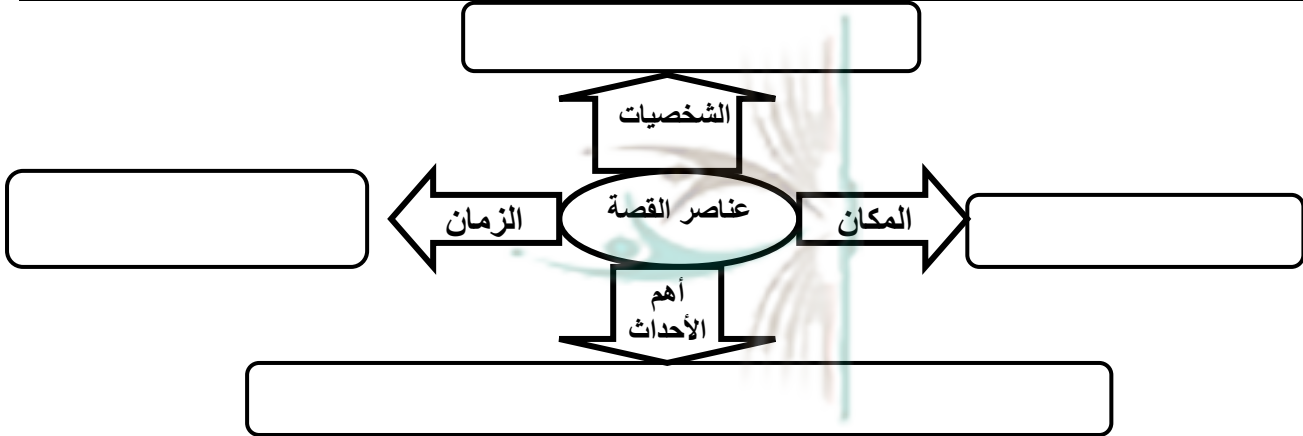 الشخصيات
المكان
عناصر القصة
الزمان
أهم
الأحداث